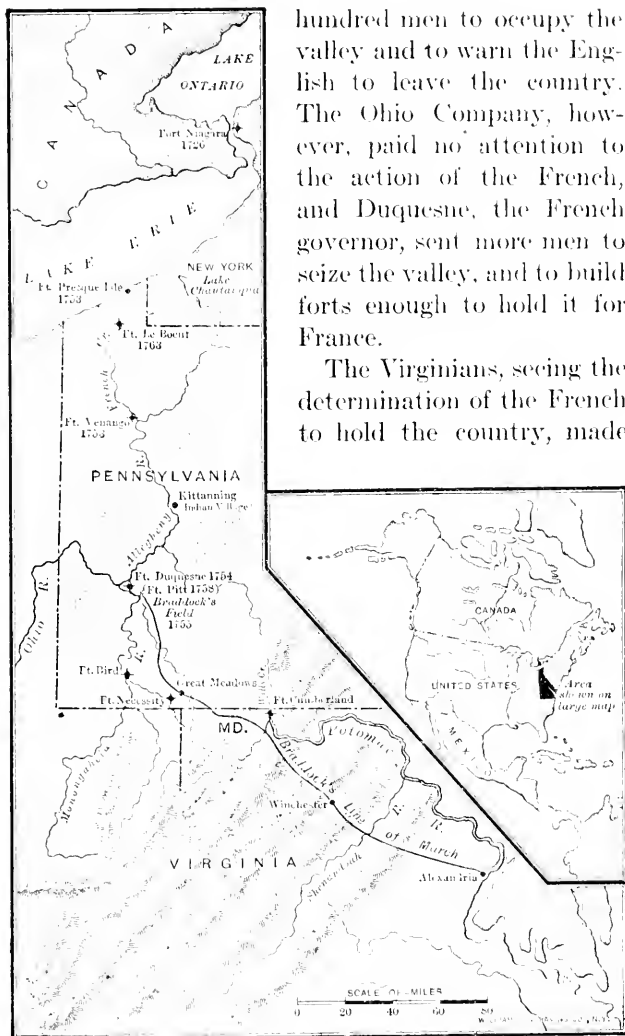 hundred men to occupy the
valley and to warn the Eng-
lish to leave the country.
The Ohio Company, how-
ever, paid no attention to
the action of the French,
and Duquesne, the French
governor, sent more men to
seize the valley, and to build
forts enough to hold it for
France.
The Virginians, seeing the
determination of the French
to hold the country, made
CANADA
LAKE
ONTARIO
Fort Niagara
1726
LAKE ERIE
Ft. Presque Isle
1753
NEW YORK
Lake
Chautauqua
Ft. Le Boeuf
1763
French Cr.
Ft. Venango
1753
R.
PENNSYLVANIA
Kittanning
Indian Village
Allegheny
Ft. Duquesne 1754
(Ft. Pitt 1758)
Braddock's
Field
1755
Ohio R.
R.
Ft. Bird
Great Meadows
Ft. Necessity
Ft. Cumberland
MD.
Potomac
R.
Monongahela
Braddock's Line
of March
Winchester
VIRGINIA
Shenandoah
R.
Alexandria
SCALE OF MILES
0 20 40 60 80
CANADA
UNITED STATES
MEXICO
Area
shown on
large map